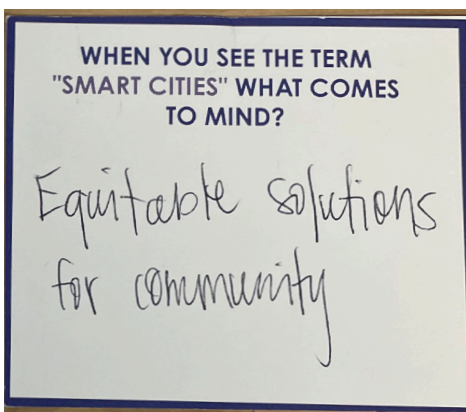 WHEN YOU SEE THE TERM
"SMART CITIES" WHAT COMES
TO MIND?
Equitable solutions
for community